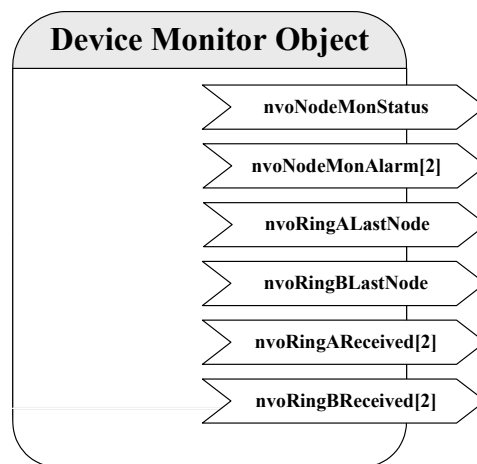 Device Monitor Object
nvoNodeMonStatus
nvoNodeMonAlarm[2]
nvoRingALastNode
nvoRingBLastNode
nvoRingAReceived[2]
nvoRingBReceived[2]